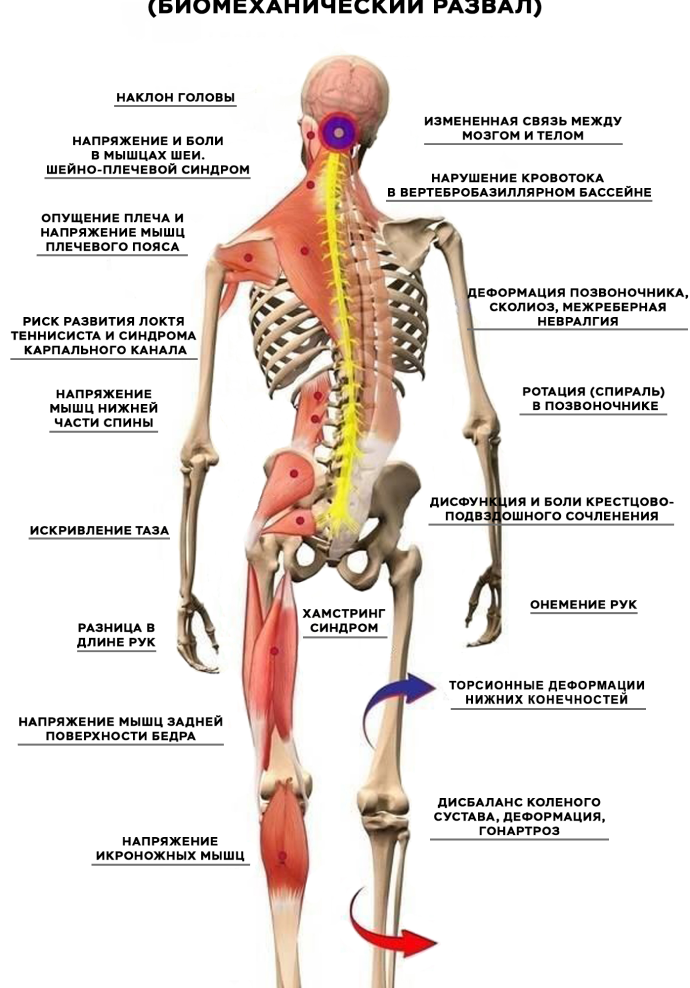 (БИОМЕХАНИЧЕСКИЙ РАЗВАЛ)
НАКЛОН ГОЛОВЫ
НАПРЯЖЕНИЕ И БОЛИ
В МЫШЦАХ ШЕИ.
ШЕЙНО-ПЛЕЧЕВОЙ СИНДРОМ
ОПУЩЕНИЕ ПЛЕЧА И
НАПРЯЖЕНИЕ МЫШЦ
ПЛЕЧЕВОГО ПОЯСА
РИСК РАЗВИТИЯ ЛОКТЯ
ТЕННИСИСТА И СИНДРОМА
КАРПАЛЬНОГО КАНАЛА
НАПРЯЖЕНИЕ
МЫШЦ НИЖНЕЙ
ЧАСТИ СПИНЫ
ИСКРИВЛЕНИЕ ТАЗА
РАЗНИЦА В
ДЛИНЕ РУК
НАПРЯЖЕНИЕ МЫШЦ ЗАДНЕЙ
ПОВЕРХНОСТИ БЕДРА
НАПРЯЖЕНИЕ
ИКРОНОЖНЫХ МЫШЦ
ХАМСТРИНГ
СИНДРОМ
ИЗМЕНЕННАЯ СВЯЗЬ МЕЖДУ
МОЗГОМ И ТЕЛОМ
НАРУШЕНИЕ КРОВОТОКА
В ВЕРТЕБРОБАЗИЛЛЯРНОМ БАССЕЙНЕ
ДЕФОРМАЦИЯ ПОЗВОНОЧНИКА,
СКОЛИОЗ, МЕЖРЕБЕРНАЯ
НЕВРАЛГИЯ
РОТАЦИЯ (СПИРАЛЬ)
В ПОЗВОНОЧНИКЕ
ДИСФУНКЦИЯ И БОЛИ КРЕСТЦОВО-
ПОДВЗДОШНОГО СОЧЛЕНЕНИЯ
ОНЕМЕНИЕ РУК
ТОРСИОННЫЕ ДЕФОРМАЦИИ
НИЖНИХ КОНЕЧНОСТЕЙ
ДИСБАЛАНС КОЛЕНОГО
СУСТАВА, ДЕФОРМАЦИЯ,
ГОНАРТРОЗ